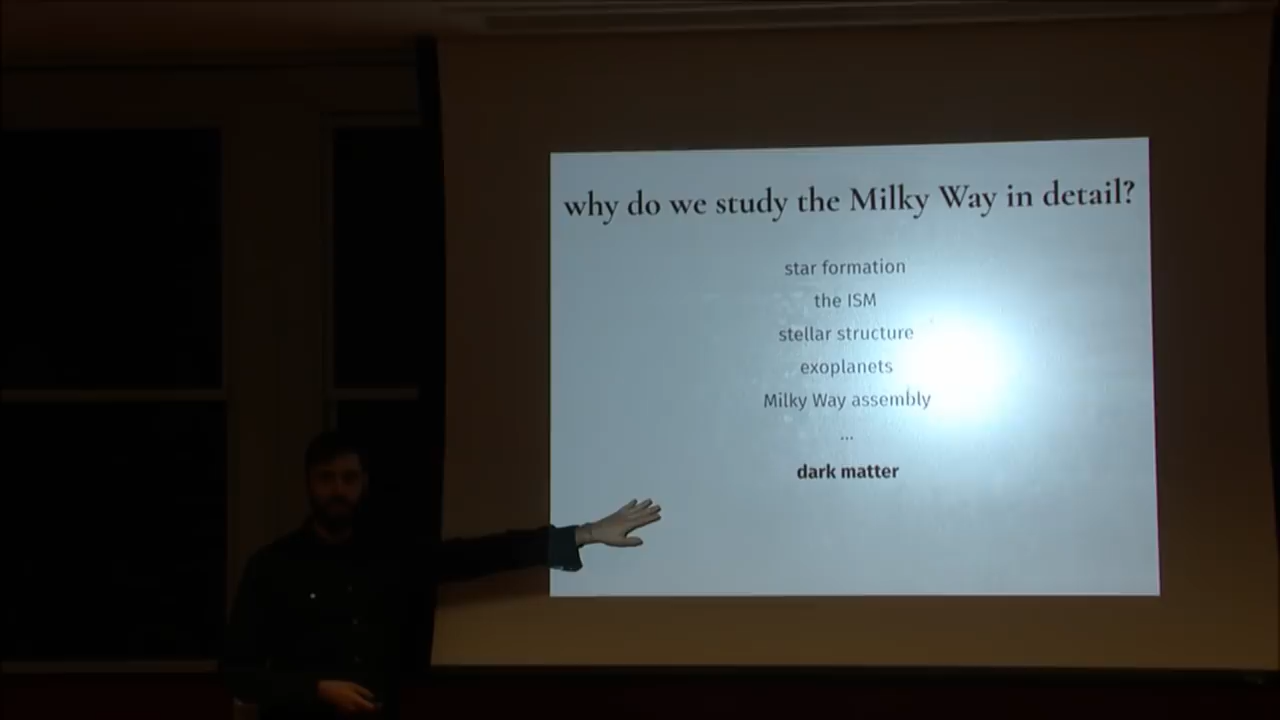 why do we study the Milky Way in detail?
star formation
the ISM
stellar structure
exoplanets
Milky Way assembly
...
dark matter